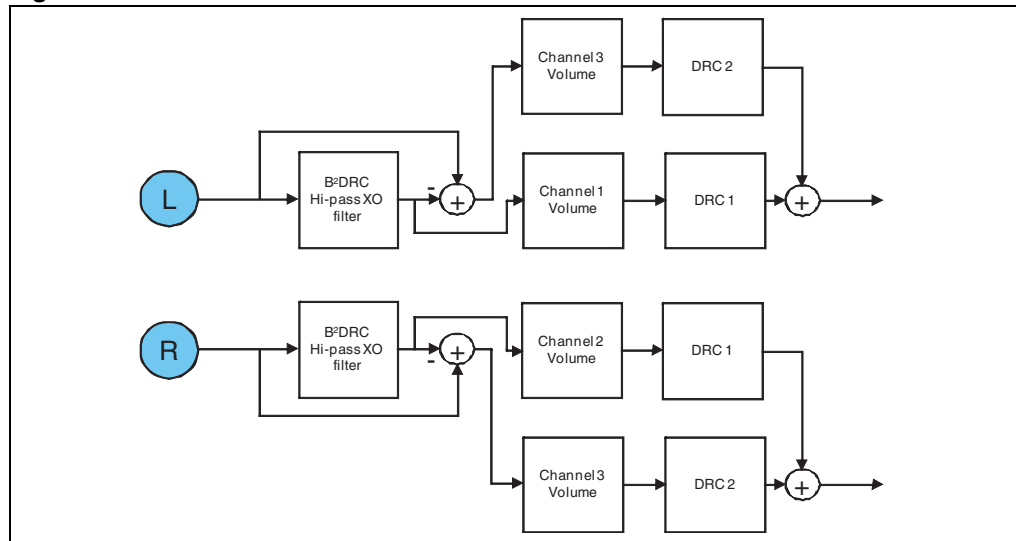 Channel 3
Volume
DRC 2
L
B²DRC
Hi-pass XO
filter
-
+
Channel 1
Volume
DRC 1
+
R
B²DRC
Hi-pass XO
filter
-
+
Channel 2
Volume
DRC 1
Channel 3
Volume
DRC 2
+